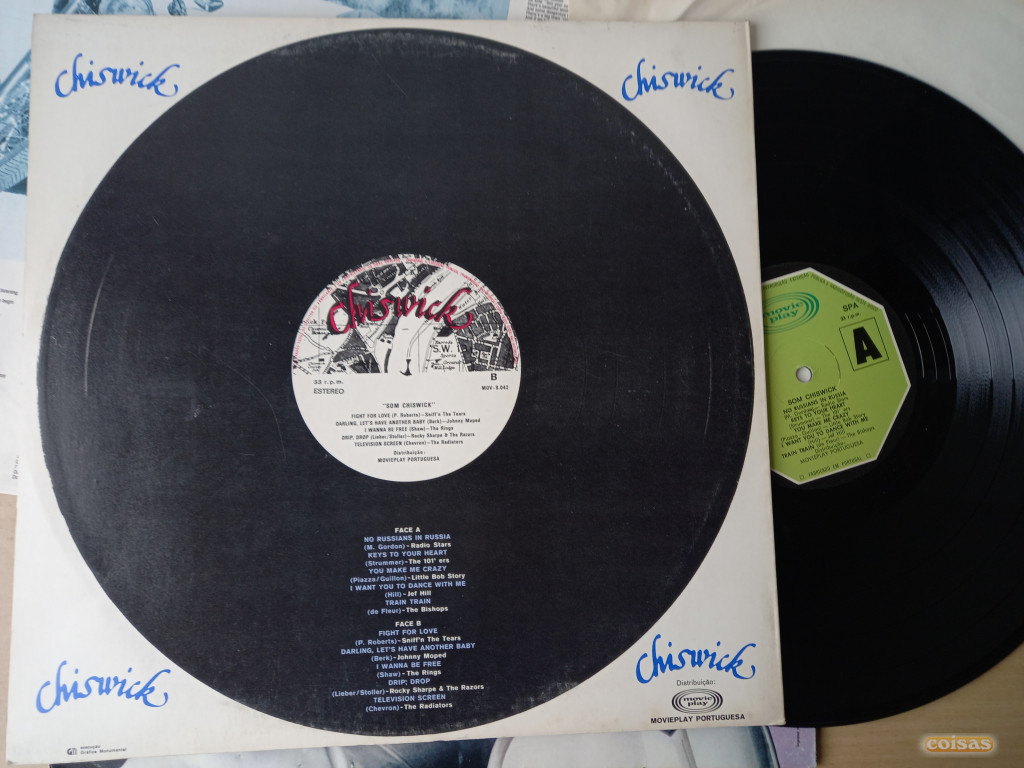 chiswick
chiswick
chiswick
S.W.
33 r.p.m.
ESTEREO
B
MOV-8.042
"SOM CHISWICK"
FIGHT FOR LOVE (P. Roberts)-Sniff'n The Tears
DARLING, LET'S HAVE ANOTHER BABY (Berk)-Johnny Moped
I WANNA BE FREE (Shaw)-The Rings
DRIP, DROP (Lieber/Stoller)-Rocky Sharpe & The Razors
TELEVISION SCREEN (Chevron)-The Radiators
Distribuição:
MOVIEPLAY PORTUGUESA
FACE A
NO RUSSIANS IN RUSSIA
(M. Gordon)-Radio Stars
KEYS TO YOUR HEART
(Strummer)-The 101' ers
YOU MAKE ME CRAZY
(Piazza/Guillon)-Little Bob Story
I WANT YOU TO DANCE WITH ME
(Hill)-Jef Hill
TRAIN TRAIN
(de Fleur)-The Bishops
FACE B
FIGHT FOR LOVE
(P. Roberts)-Sniff'n The Tears
DARLING, LET'S HAVE ANOTHER BABY
(Berk)-Johnny Moped
I WANNA BE FREE
(Shaw)-The Rings
DRIP; DROP
(Lieber/Stoller)-Rocky Sharpe & The Razors
TELEVISION SCREEN
(Chevron)-The Radiators
chiswick
chiswick
Distribuição:
movie
play
MOVIEPLAY PORTUGUESA
Gráfica Monumental
movie
play
SPA
A
SOM CHISWICK
NO RUSSIANS IN RUSSIA
KEYS TO YOUR HEART
YOU MAKE ME CRAZY
I WANT YOU TO DANCE WITH ME
TRAIN TRAIN
MOVIEPLAY PORTUGUESA
coisas